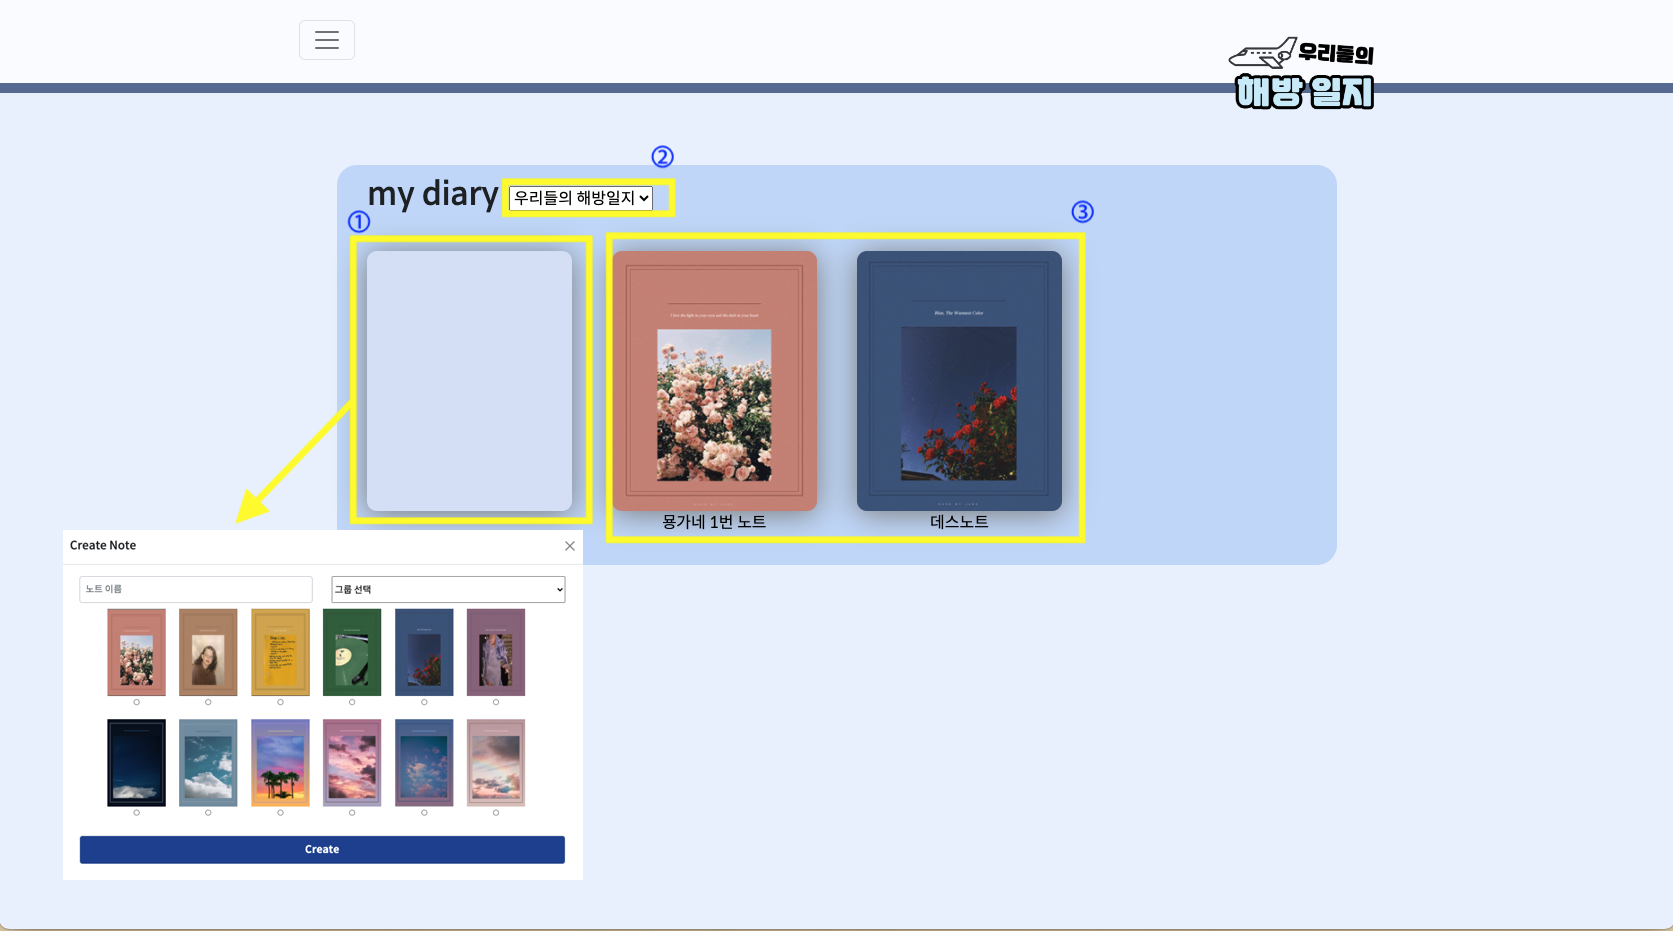 우리들의
해방 일지
②
my diary 우리들의 해방일지
①
③
Blue, The Warmest Color
묭가네 1번 노트
데스노트
Create Note
노트 이름
그룹 선택
Create